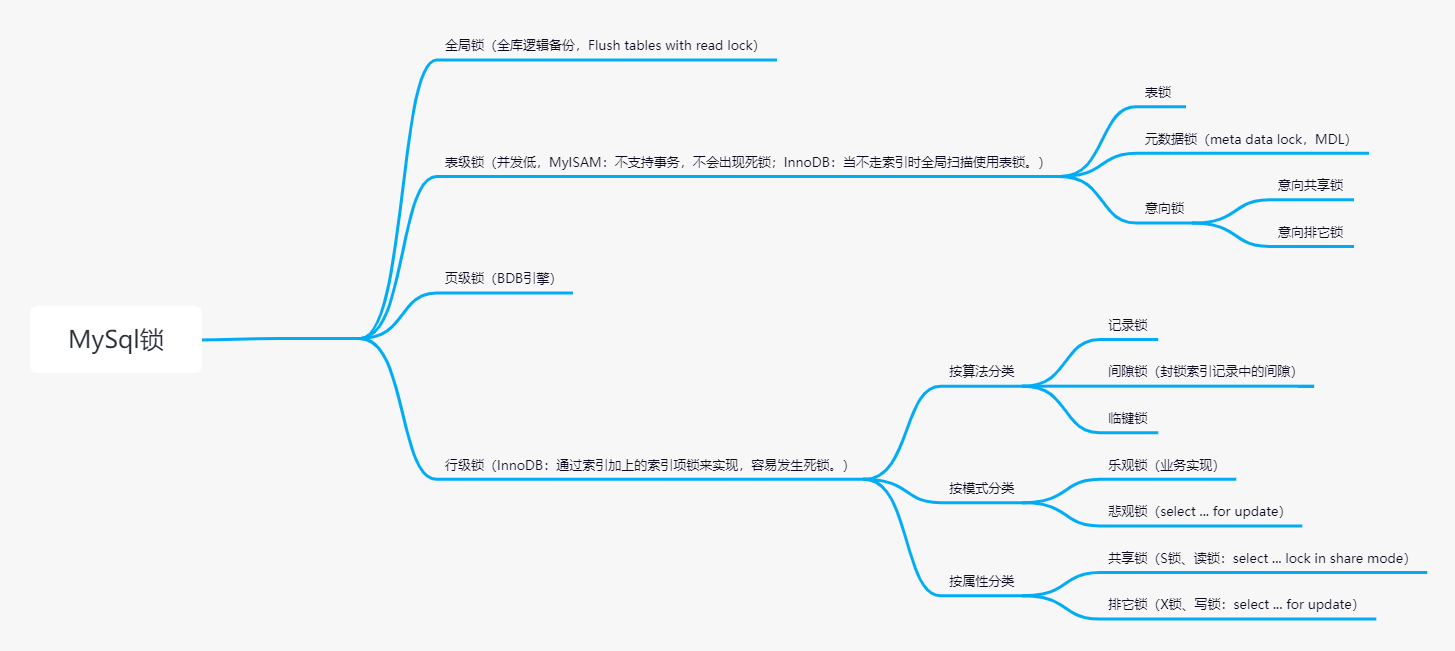 MySql锁
全局锁（全库逻辑备份，Flush tables with read lock）
表级锁（并发低，MyISAM：不支持事务，不会出现死锁；InnoDB：当不走索引时全局扫描使用表锁。）
表锁
元数据锁（meta data lock，MDL）
意向锁
意向共享锁
意向排它锁
页级锁（BDB引擎）
行级锁（InnoDB：通过索引加上的索引项锁来实现，容易发生死锁。）
按算法分类
记录锁
间隙锁（封锁索引记录中的间隙）
临键锁
按模式分类
乐观锁（业务实现）
悲观锁（select ... for update）
按属性分类
共享锁（S锁、读锁：select ... lock in share mode）
排它锁（X锁、写锁：select ... for update）